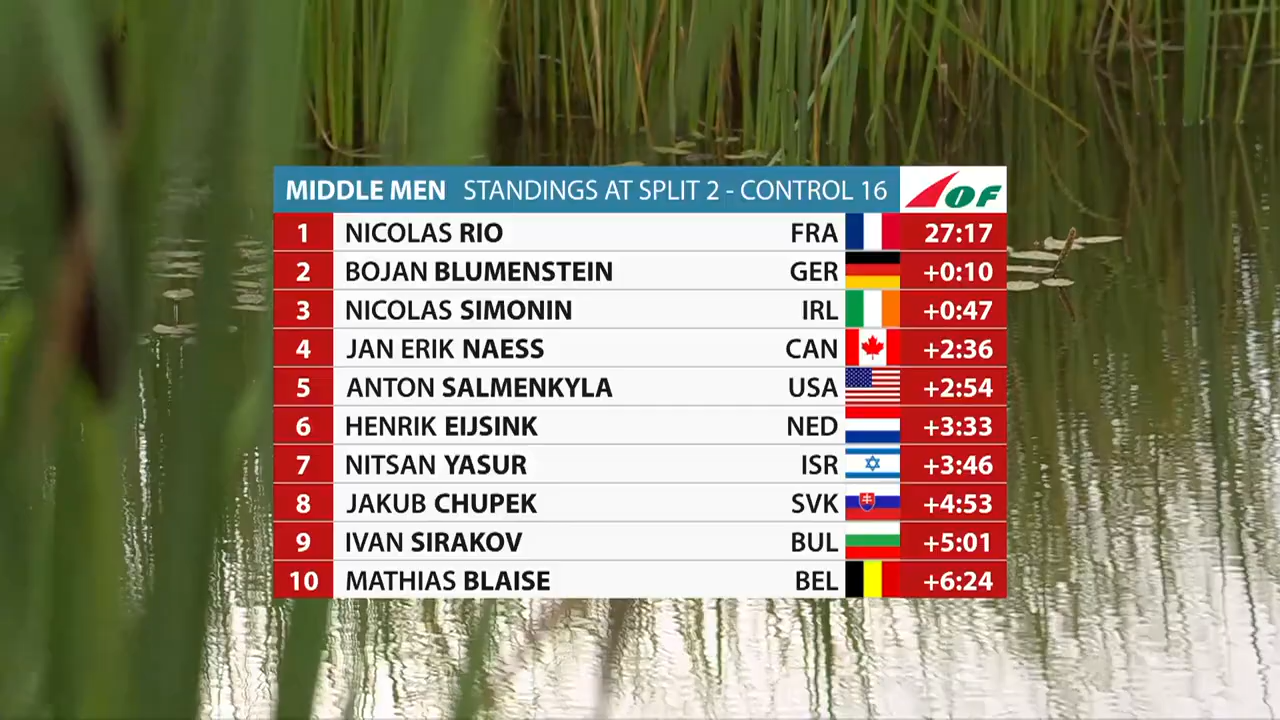 MIDDLE MEN STANDINGS AT SPLIT 2 - CONTROL 16 IOF
1 NICOLAS RIO FRA 27:17
2 BOJAN BLUMENSTEIN GER +0:10
3 NICOLAS SIMONIN IRL +0:47
4 JAN ERIK NAESS CAN +2:36
5 ANTON SALMENKYLA USA +2:54
6 HENRIK EIJSINK NED +3:33
7 NITSAN YASUR ISR +3:46
8 JAKUB CHUPEK SVK +4:53
9 IVAN SIRAKOV BUL +5:01
10 MATHIAS BLAISE BEL +6:24